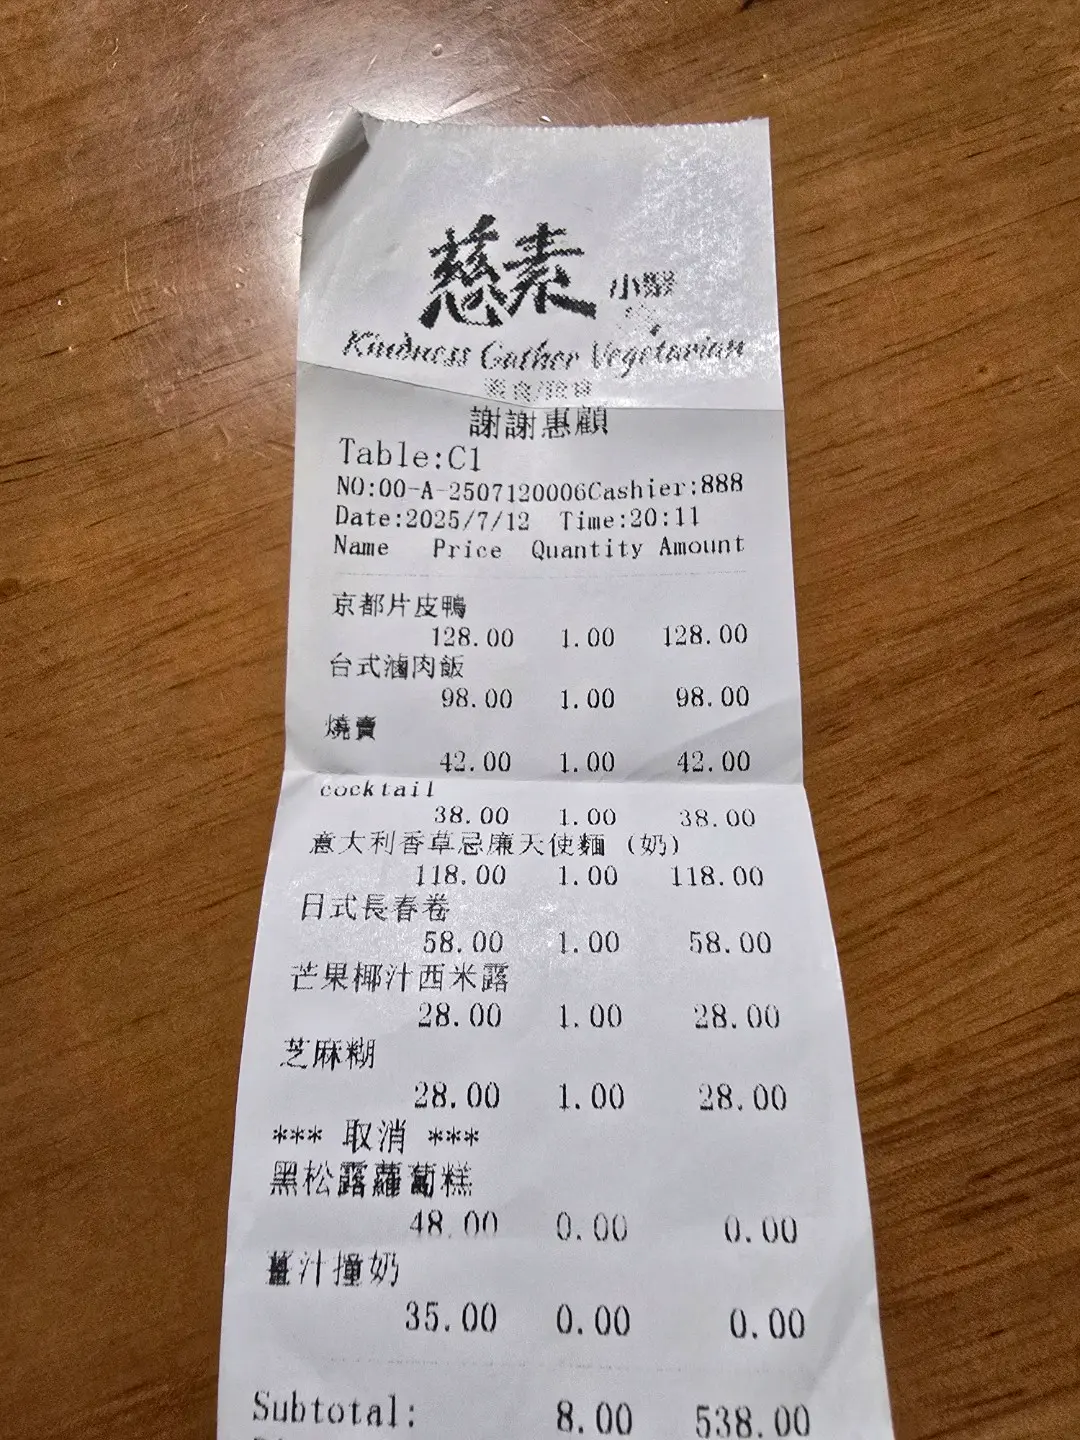 慈素 小
Kindness Gather Vegetarian
素食
謝謝惠顧
Table:C1
NO:00-A-2507120006Cashier:888
Date:2025/7/12 Time:20:11
Name Price Quantity Amount
京都片皮鴨
128.00 1.00 128.00
台式滷肉飯
98.00 1.00 98.00
燒賣
42.00 1.00 42.00
cocktail
38.00 1.00 38.00
意大利香草忌廉天使麵 (奶)
118.00 1.00 118.00
日式長春卷
58.00 1.00 58.00
芒果椰汁西米露
28.00 1.00 28.00
芝麻糊
28.00 1.00 28.00
*** 取消 ***
黑松露蘿蔔糕
48.00 0.00 0.00
薑汁撞奶
35.00 0.00 0.00
Subtotal: 8.00 538.00